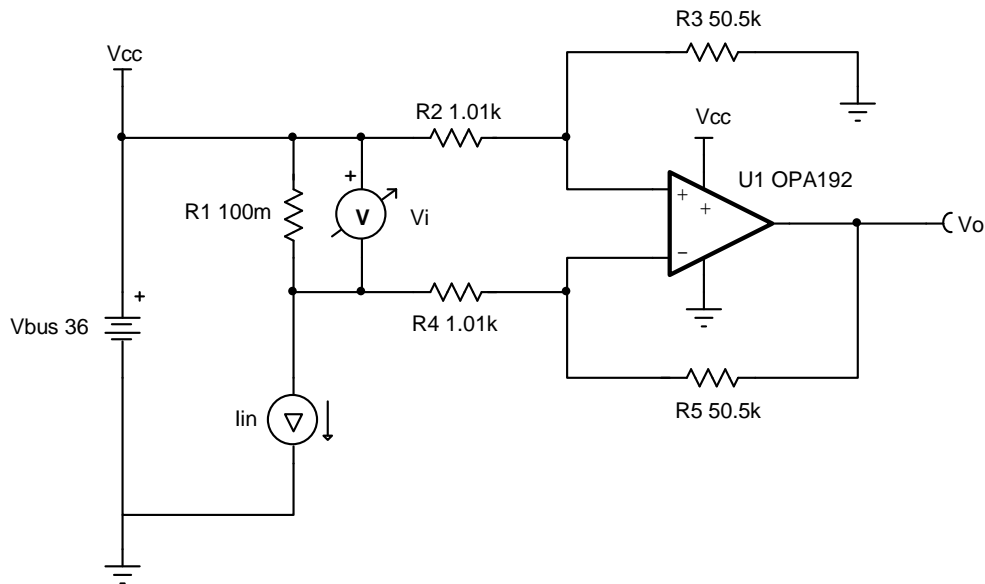 R3 50.5k
Vcc
R2 1.01k
Vcc
U1 OPA192
+
+
+
−
R1 100m
V
Vi
Vo
+
Vbus 36
R4 1.01k
R5 50.5k
Iin